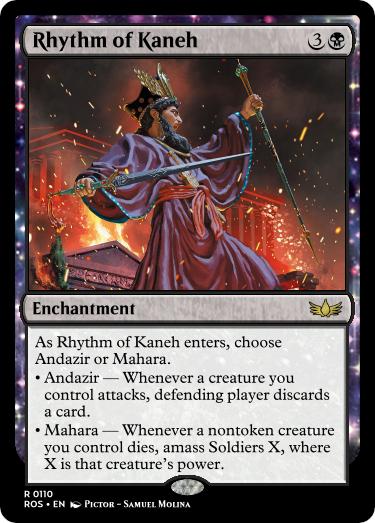 Rhythm of Kaneh 3
Enchantment
As Rhythm of Kaneh enters, choose
Andazir or Mahara.
• Andazir — Whenever a creature you
control attacks, defending player discards
a card.
• Mahara — Whenever a nontoken creature
you control dies, amass Soldiers X, where
X is that creature's power.
R 0110
ROS • EN Pictor – Samuel Molina